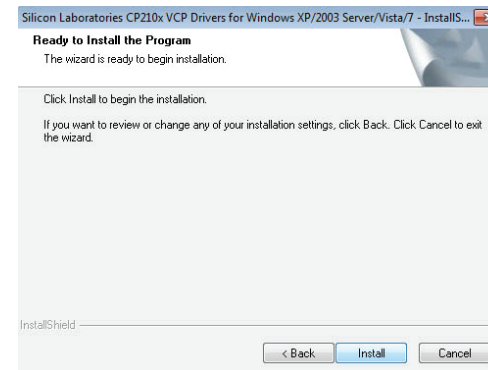 Silicon Laboratories CP210x VCP Drivers for Windows XP/2003 Server/Vista/7 - InstallS...
Ready to Install the Program
The wizard is ready to begin installation.
Click Install to begin the installation.
If you want to review or change any of your installation settings, click Back. Click Cancel to exit
the wizard.
InstallShield
< Back Install Cancel